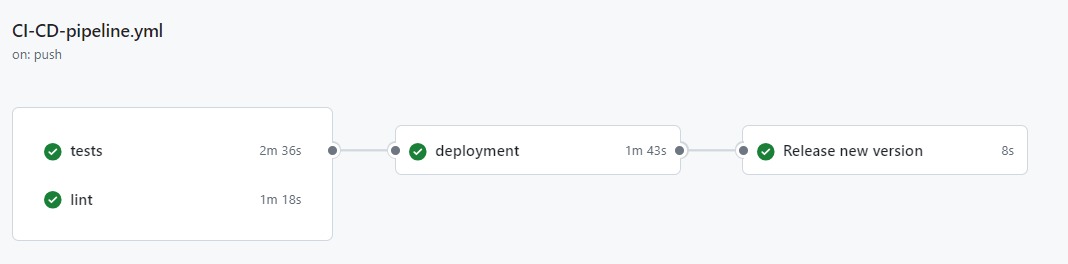 CI-CD-pipeline.yml
on: push
tests 2m 36s
lint 1m 18s
deployment 1m 43s
Release new version 8s